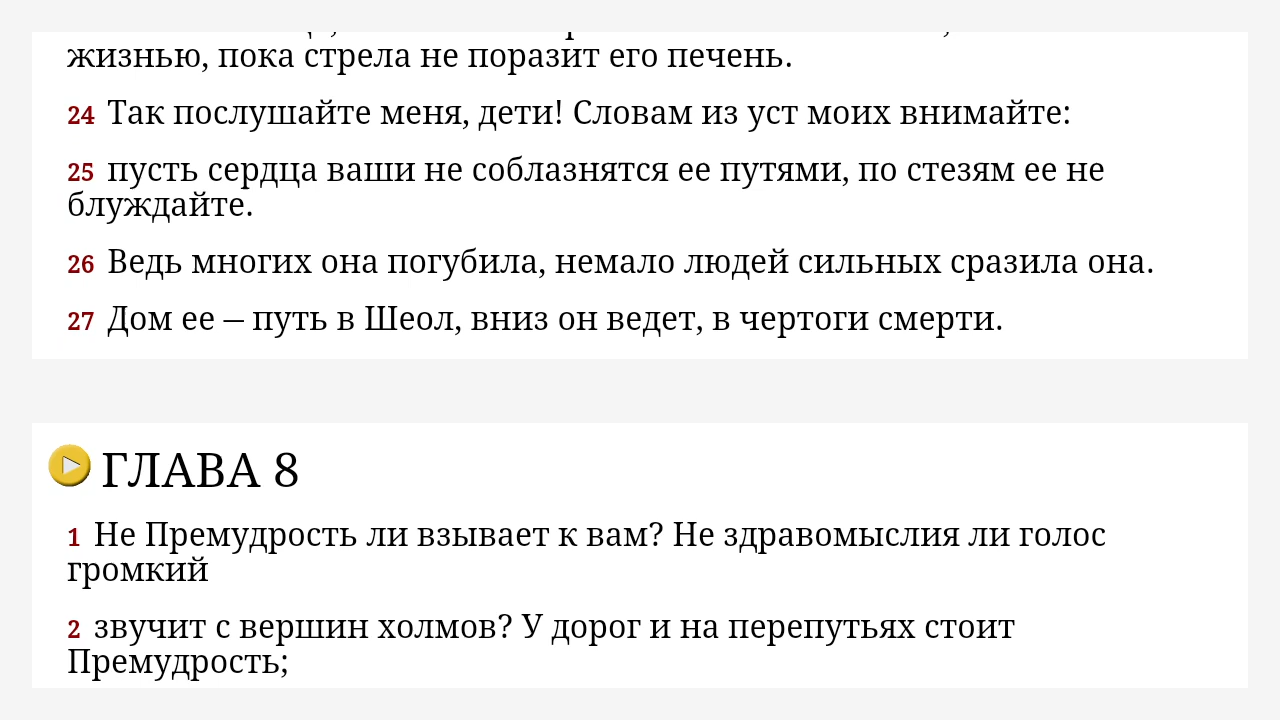 жизнью, пока стрела не поразит его печень.
24 Так послушайте меня, дети! Словам из уст моих внимайте:
25 пусть сердца ваши не соблазнятся ее путями, по стезям ее не
блуждайте.
26 Ведь многих она погубила, немало людей сильных сразила она.
27 Дом ее – путь в Шеол, вниз он ведет, в чертоги смерти.
ГЛАВА 8
1 Не Премудрость ли взывает к вам? Не здравомыслия ли голос
громкий
2 звучит с вершин холмов? У дорог и на перепутьях стоит
Премудрость;